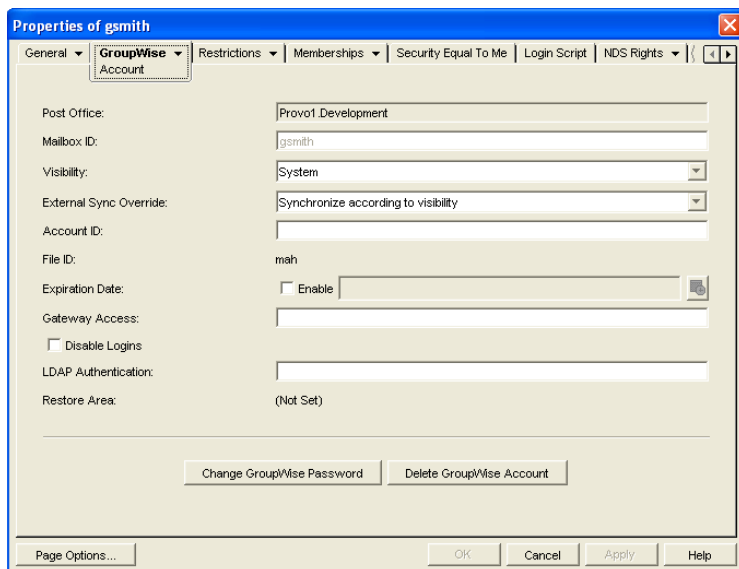 Properties of gsmith
General GroupWise Restrictions Memberships Security Equal To Me Login Script NDS Rights
Account
Post Office: Provo1.Development
Mailbox ID: gsmith
Visibility: System
External Sync Override: Synchronize according to visibility
Account ID:
File ID: mah
Expiration Date: Enable
Gateway Access:
Disable Logins
LDAP Authentication:
Restore Area: (Not Set)
Change GroupWise Password Delete GroupWise Account
Page Options... OK Cancel Apply Help